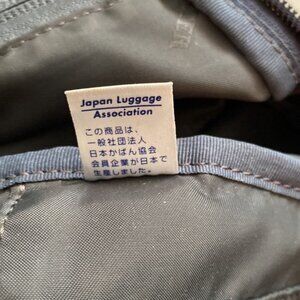 Japan Luggage
Association
この商品は、
一般社団法人
日本かばん協会
会員企業が日本で
生産しました。